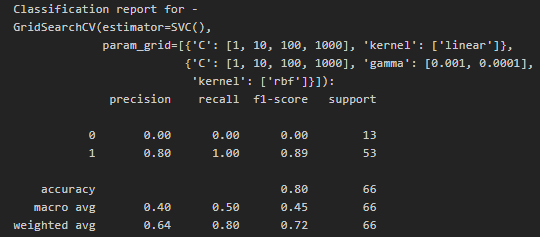 Classification report for -
GridSearchCV(estimator=SVC(),
param_grid=[{'C': [1, 10, 100, 1000], 'kernel': ['linear']},
{'C': [1, 10, 100, 1000], 'gamma': [0.001, 0.0001],
'kernel': ['rbf']}]):
precision recall f1-score support
0 0.00 0.00 0.00 13
1 0.80 1.00 0.89 53
accuracy 0.80 66
macro avg 0.40 0.50 0.45 66
weighted avg 0.64 0.80 0.72 66